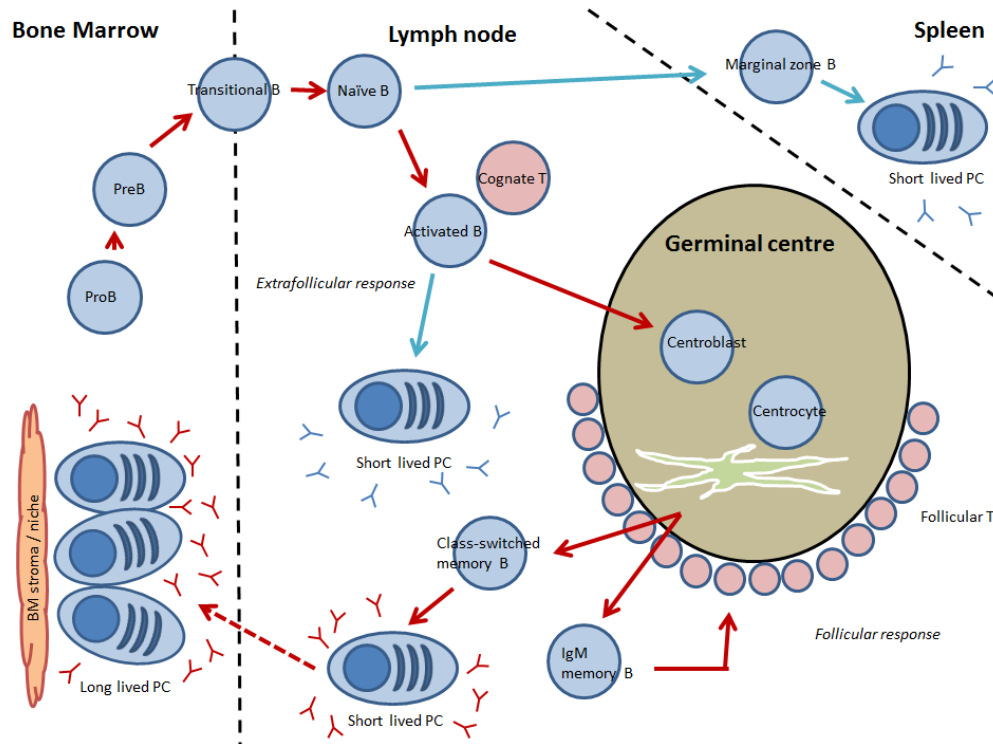 Bone Marrow
Lymph node
Spleen
Transitional B
Naïve B
Marginal zone B
PreB
Cognate T
Short lived PC
Activated B
Germinal centre
Extrafollicular response
ProB
Centroblast
Centrocyte
Short lived PC
Follicular T
Class-switched
memory B
BM stroma / niche
Follicular response
IgM
memory B
Long lived PC
Short lived PC